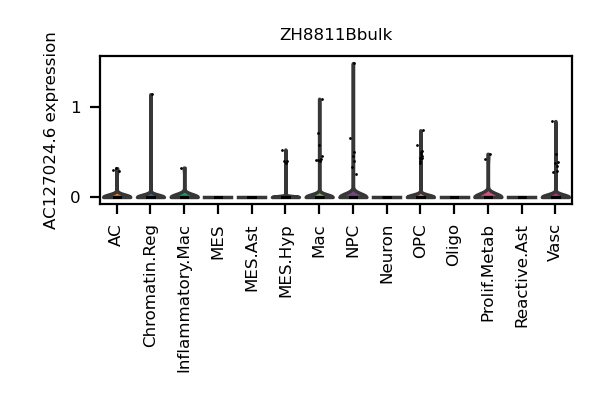 ZH8811Bbulk
AC127024.6 expression
1
0
AC
Chromatin.Reg
Inflammatory.Mac
MES
MES.Ast
MES.Hyp
Mac
NPC
Neuron
OPC
Oligo
Prolif.Metab
Reactive.Ast
Vasc